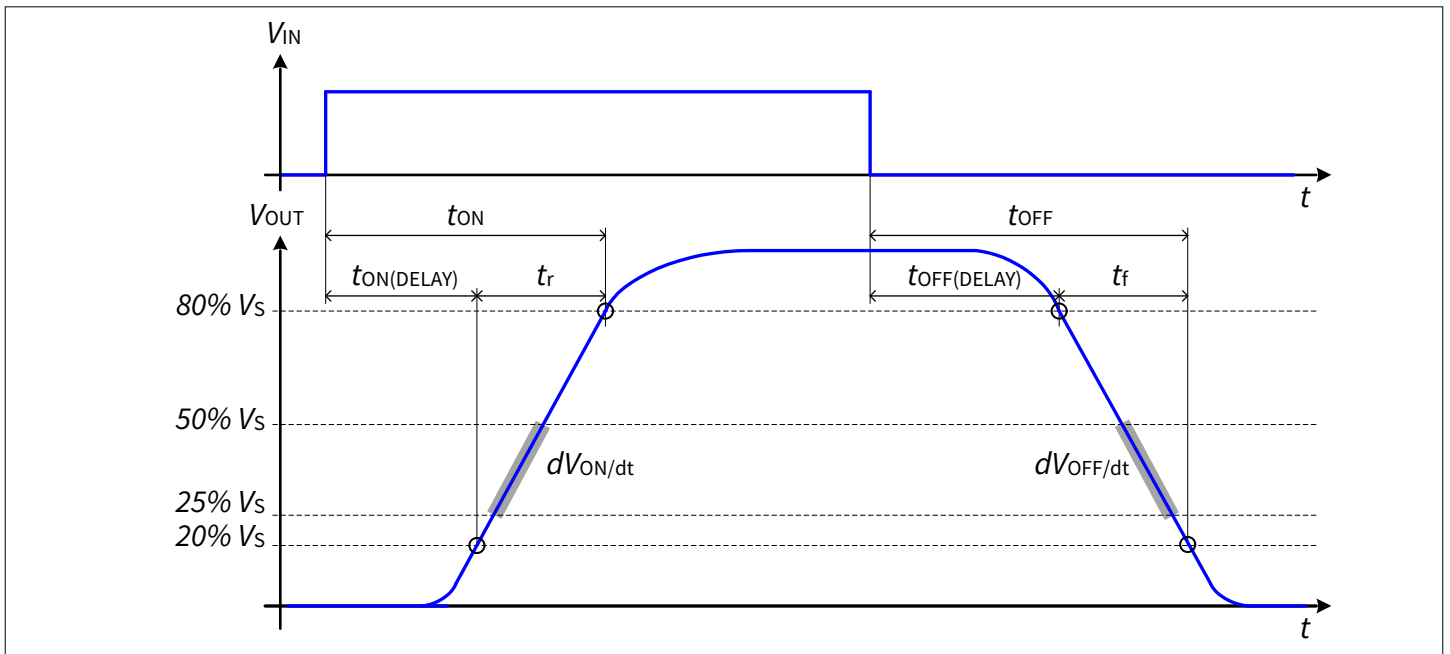 VIN
t
VOUT
tON
tOFF
tON(DELAY)
tr
tOFF(DELAY)
tf
80% VS
50% VS
dVON/dt
dVOFF/dt
25% VS
20% VS
t